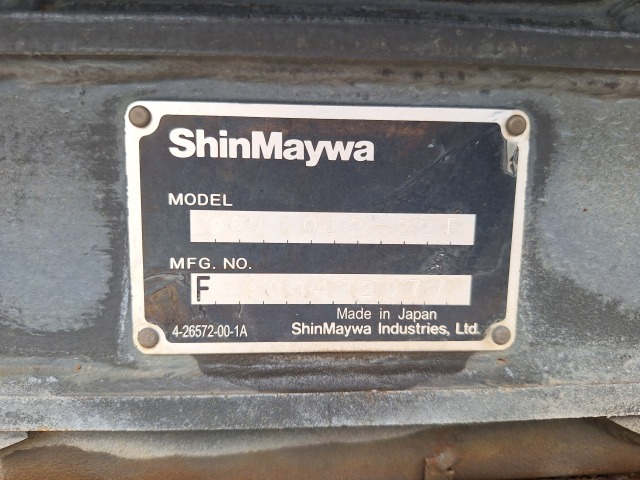 ShinMaywa
MODEL
MFG. NO.
F
Made in Japan
4-26572-00-1A
ShinMaywa Industries, Ltd.